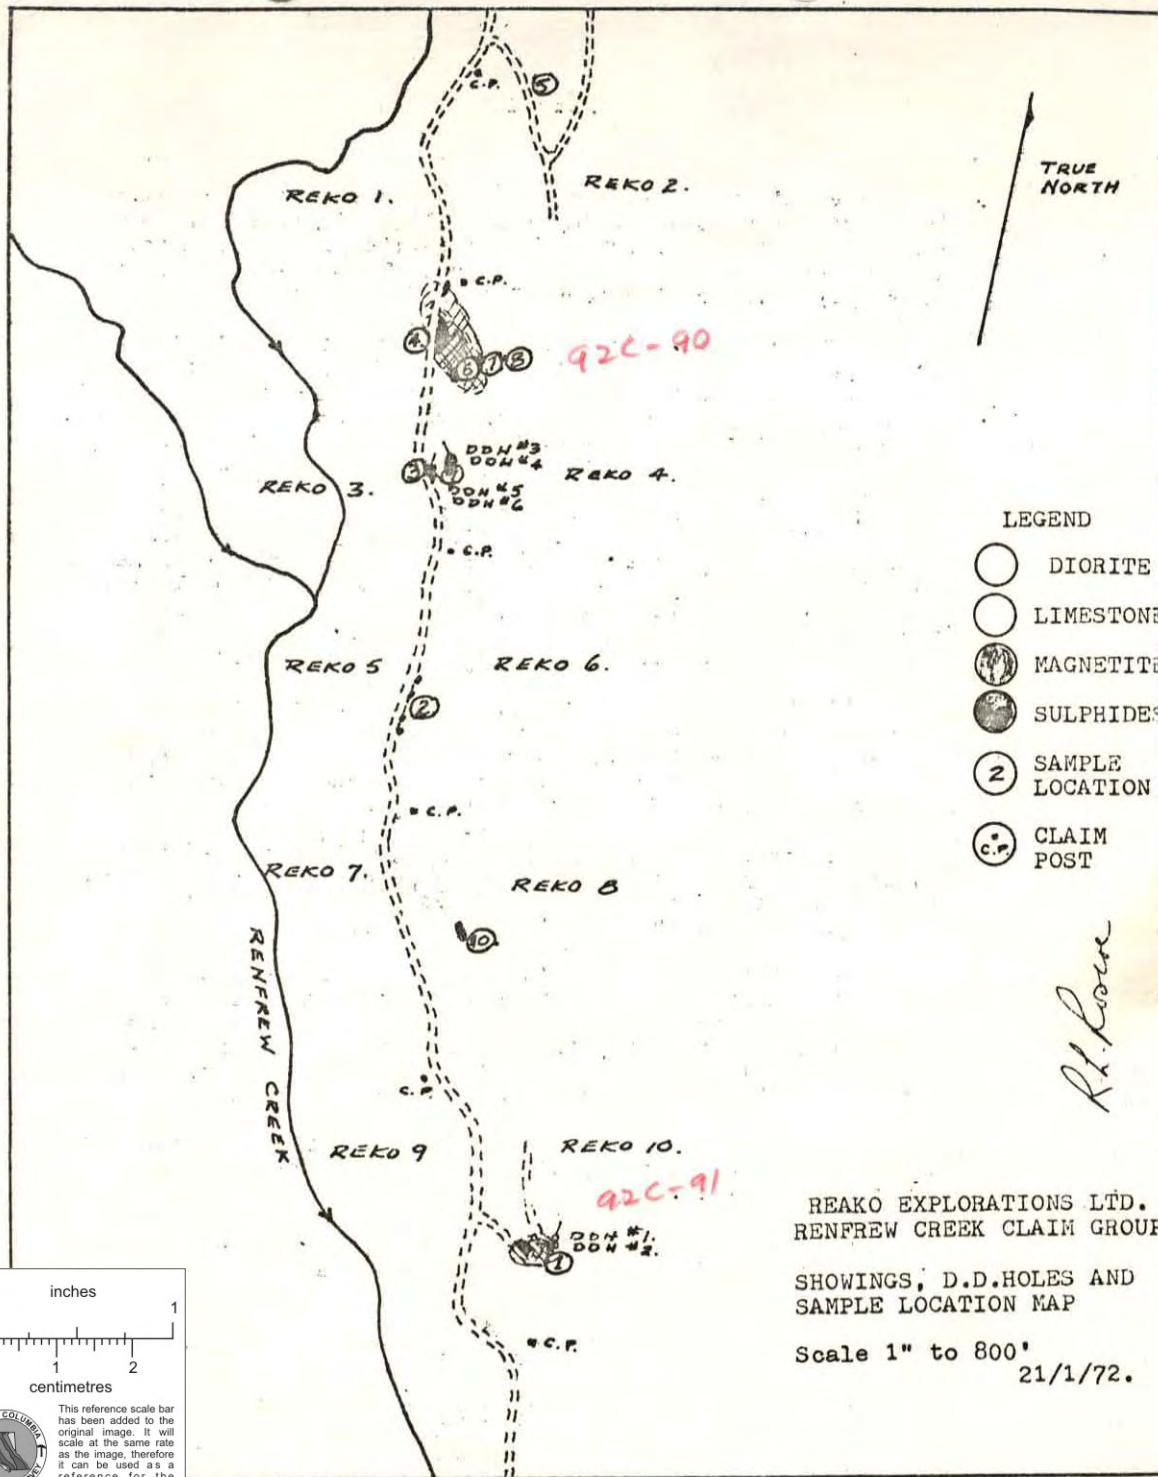 C.P.
5
TRUE
NORTH
REKO 1.
REKO 2.
C.P.
4
6
7
8
92C-90
DDH #3
DDH #4
3
REKO 4.
REKO 3.
DDH #5
DDH #6
C.P.
LEGEND
DIORITE
LIMESTONE
MAGNETITE
SULPHIDES
2 SAMPLE
LOCATION
C.P. CLAIM
POST
REKO 5
REKO 6.
2
C.P.
REKO 7.
REKO 8
10
RENFREW CREEK
C.P.
REKO 9
REKO 10.
92C-91
DDH #1.
DDH #2.
1
C.P.
REAKO EXPLORATIONS LTD.
RENFREW CREEK CLAIM GROUP
SHOWINGS, D.D.HOLES AND
SAMPLE LOCATION MAP
Scale 1" to 800'
21/1/72.
inches
1
1 2
centimetres
This reference scale bar
has been added to the
original image. It will
scale at the same rate
as the image, therefore
it can be used as a
reference for the